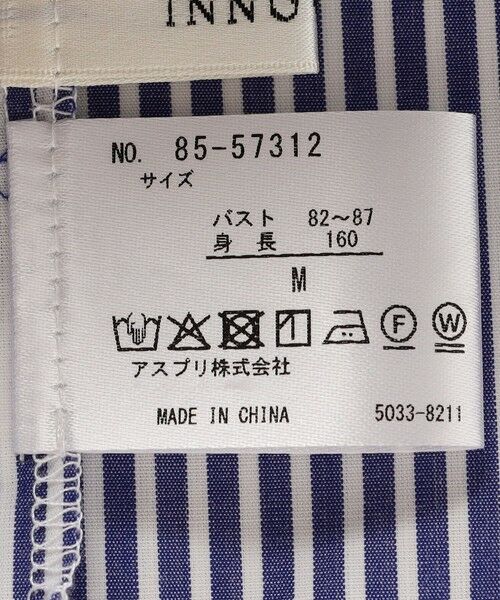 INNO
NO. 85-57312
サイズ
バスト 82～87
身長 160
M
F W
アスプリ株式会社
MADE IN CHINA 5033-8211